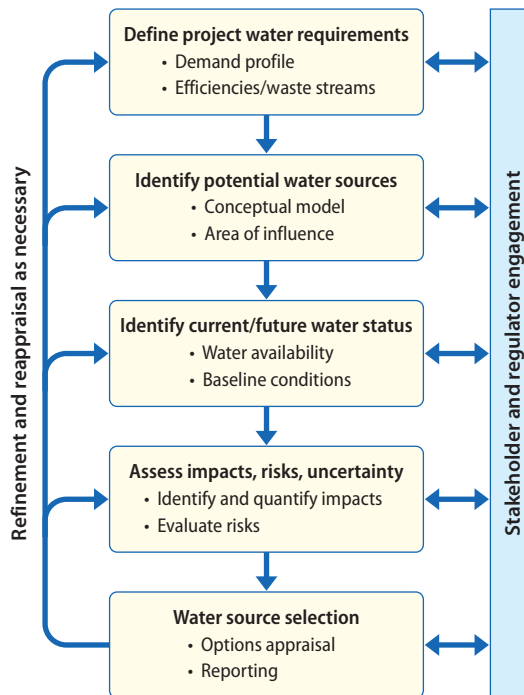 Define project water requirements
• Demand profile
• Efficiencies/waste streams
Identify potential water sources
• Conceptual model
• Area of influence
Identify current/future water status
• Water availability
• Baseline conditions
Assess impacts, risks, uncertainty
• Identify and quantify impacts
• Evaluate risks
Water source selection
• Options appraisal
• Reporting
Refinement and reappraisal as necessary
Stakeholder and regulator engagement